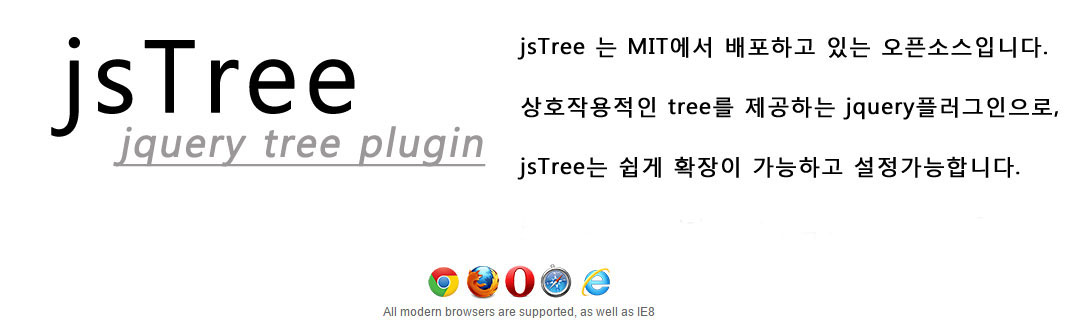 jsTree
jquery tree plugin
jsTree 는 MIT에서 배포하고 있는 오픈소스입니다.
상호작용적인 tree를 제공하는 jquery플러그인으로,
jsTree는 쉽게 확장이 가능하고 설정가능합니다.
All modern browsers are supported, as well as IE8